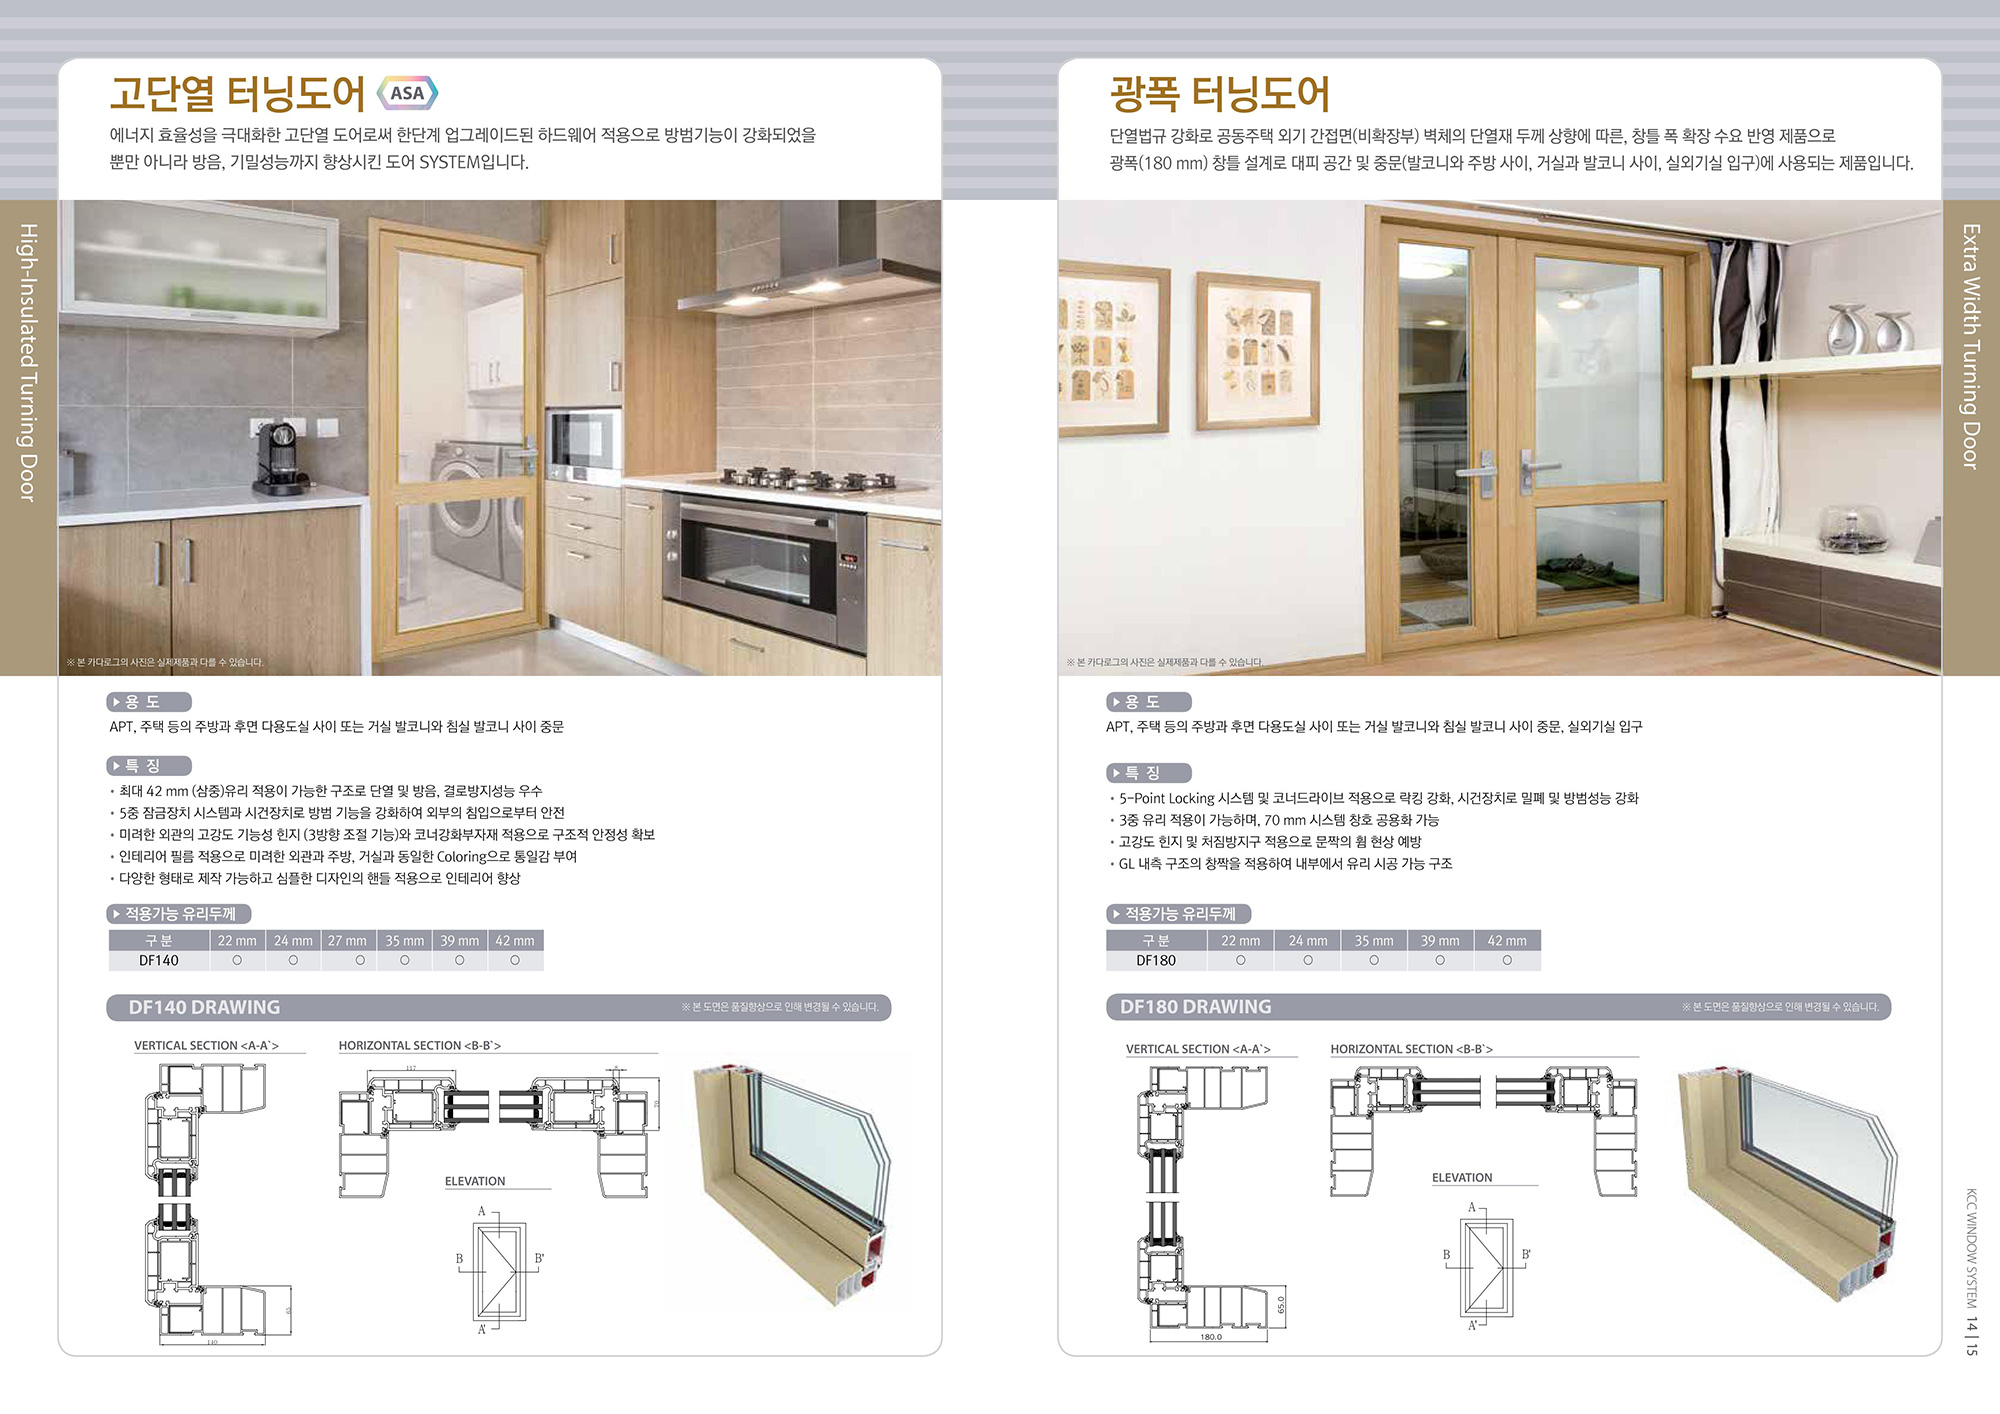 고단열 터닝도어 ASA
에너지 효율성을 극대화한 고단열 도어로써 한단계 업그레이드된 하드웨어 적용으로 방범기능이 강화되었을
뿐만 아니라 방음, 기밀성능까지 향상시킨 도어 SYSTEM입니다.
High-Insulated Turning Door
※ 본 카다로그의 사진은 실제제품과 다를 수 있습니다.
▶ 용 도
APT, 주택 등의 주방과 후면 다용도실 사이 또는 거실 발코니와 침실 발코니 사이 중문
▶ 특 징
• 최대 42 mm (삼중)유리 적용이 가능한 구조로 단열 및 방음, 결로방지성능 우수
• 5중 잠금장치 시스템과 시건장치로 방범 기능을 강화하여 외부의 침입으로부터 안전
• 미려한 외관의 고강도 기능성 힌지 (3방향 조절 기능)와 코너강화부자재 적용으로 구조적 안정성 확보
• 인테리어 필름 적용으로 미려한 외관과 주방, 거실과 동일한 Coloring으로 통일감 부여
• 다양한 형태로 제작 가능하고 심플한 디자인의 핸들 적용으로 인테리어 향상
▶ 적용가능 유리두께
구 분 22 mm 24 mm 27 mm 35 mm 39 mm 42 mm
DF140 ○ ○ ○ ○ ○ ○
DF140 DRAWING ※ 본 도면은 품질향상으로 인해 변경될 수 있습니다.
VERTICAL SECTION <A-A`> HORIZONTAL SECTION <B-B`>
117
70
ELEVATION
A
B B'
A'
65
140
광폭 터닝도어
단열법규 강화로 공동주택 외기 간접면(비확장부) 벽체의 단열재 두께 상향에 따른, 창틀 폭 확장 수요 반영 제품으로
광폭(180 mm) 창틀 설계로 대피 공간 및 중문(발코니와 주방 사이, 거실과 발코니 사이, 실외기실 입구)에 사용되는 제품입니다.
Extra Width Turning Door
※ 본 카다로그의 사진은 실제제품과 다를 수 있습니다.
▶ 용 도
APT, 주택 등의 주방과 후면 다용도실 사이 또는 거실 발코니와 침실 발코니 사이 중문, 실외기실 입구
▶ 특 징
• 5-Point Locking 시스템 및 코너드라이브 적용으로 락킹 강화, 시건장치로 밀폐 및 방범성능 강화
• 3중 유리 적용이 가능하며, 70 mm 시스템 창호 공용화 가능
• 고강도 힌지 및 처짐방지구 적용으로 문짝의 휨 현상 예방
• GL 내측 구조의 창짝을 적용하여 내부에서 유리 시공 가능 구조
▶ 적용가능 유리두께
구 분 22 mm 24 mm 35 mm 39 mm 42 mm
DF180 ○ ○ ○ ○ ○
DF180 DRAWING ※ 본 도면은 품질향상으로 인해 변경될 수 있습니다.
VERTICAL SECTION <A-A`> HORIZONTAL SECTION <B-B`>
ELEVATION
A
B B'
A'
65.0
180.0
KCC WINDOW SYSTEM 14 | 15